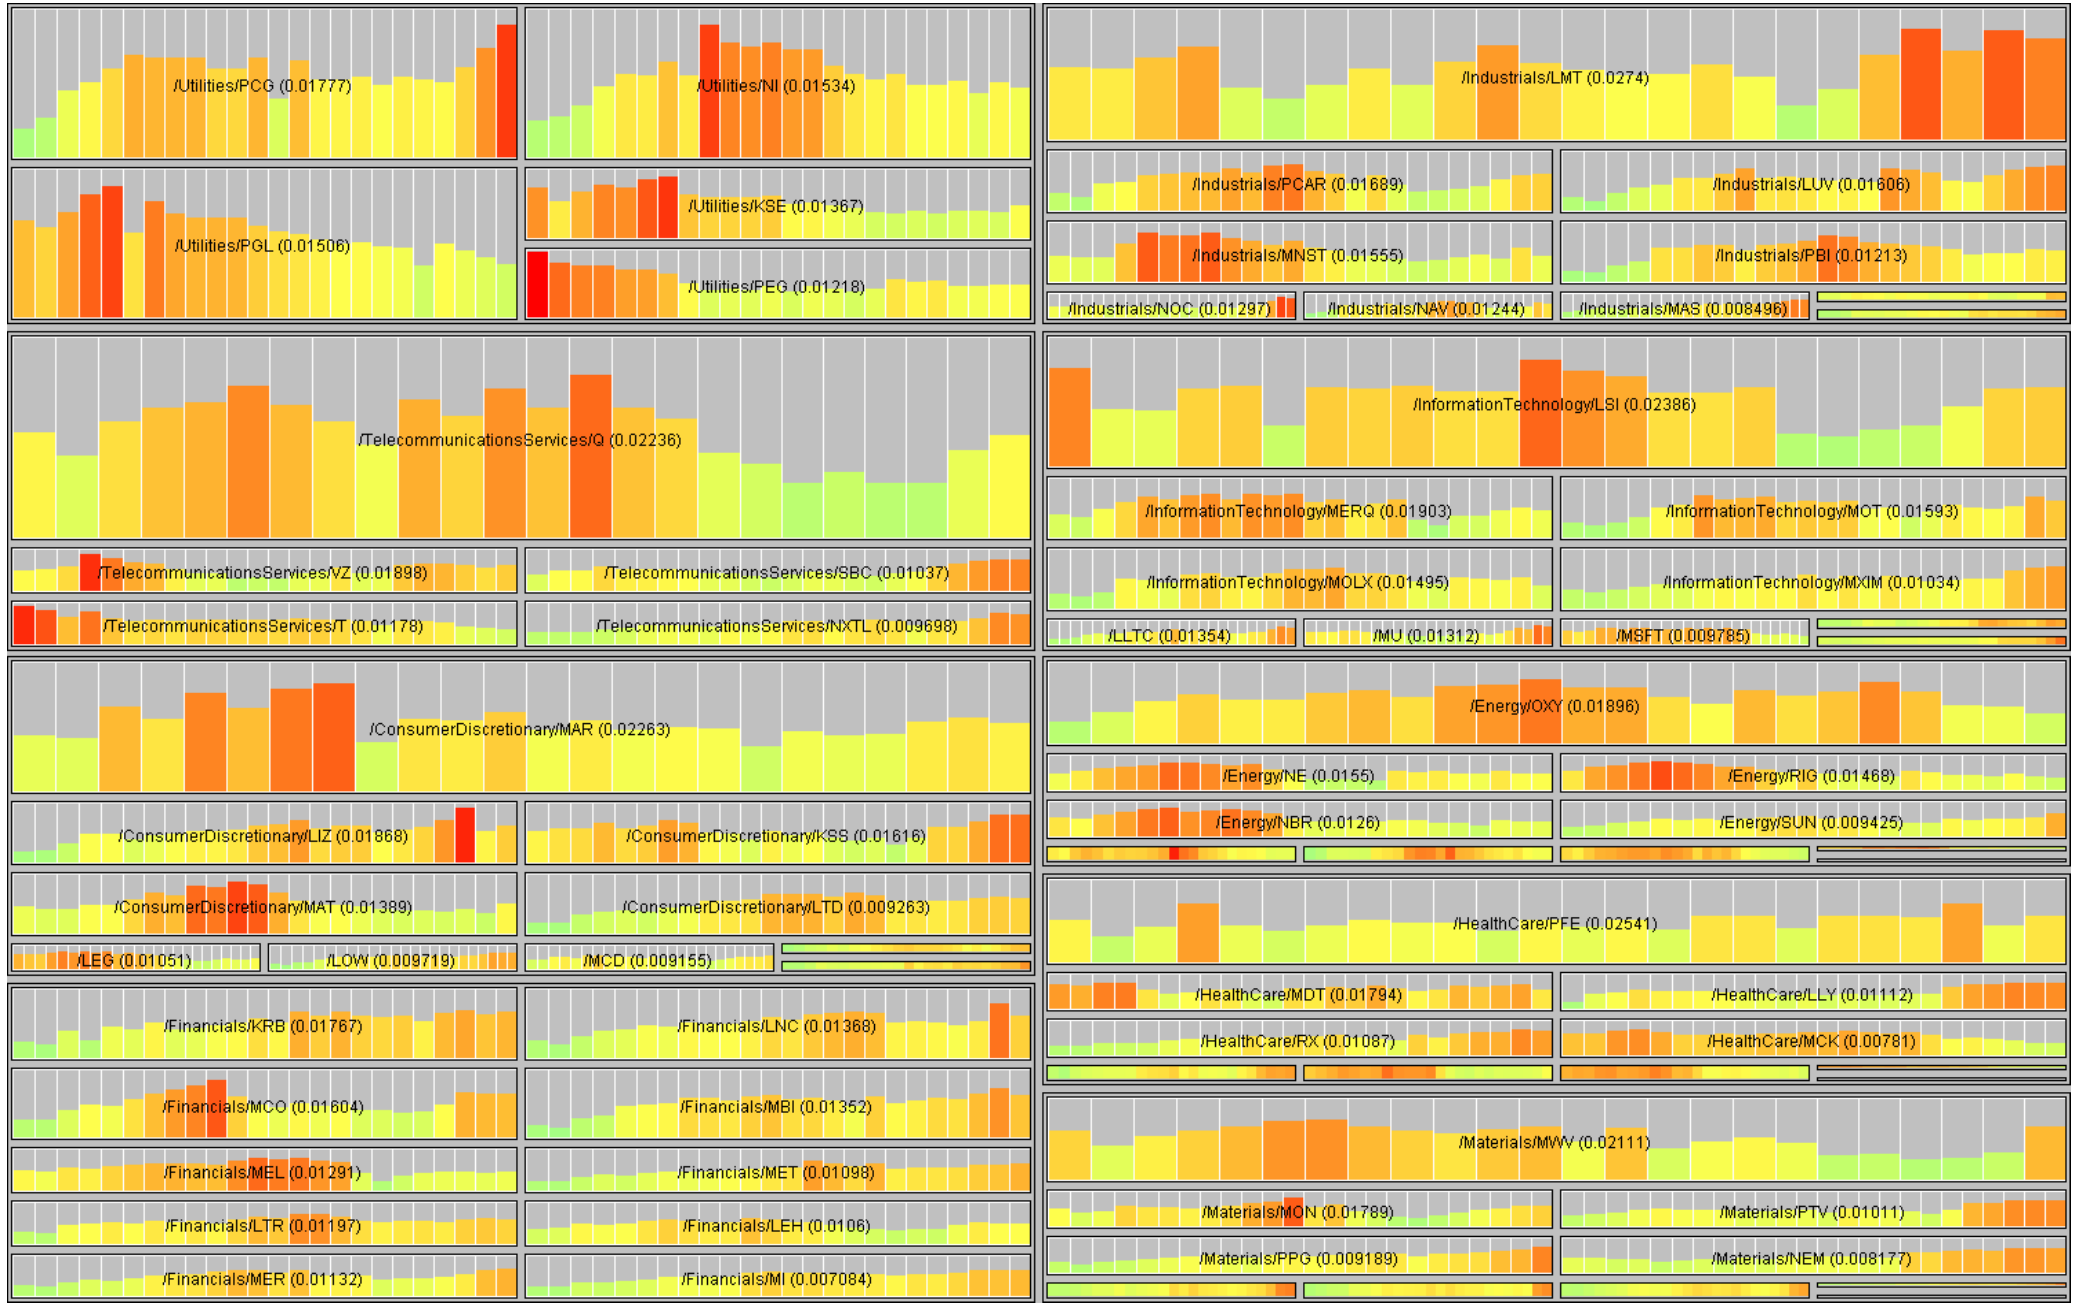 /Utilities/PCG (0.01777)
/Utilities/NI (0.01534)
/Utilities/PGL (0.01506)
/Utilities/KSE (0.01367)
/Utilities/PEG (0.01218)
/Industrials/LMT (0.0274)
/Industrials/PCAR (0.01689)
/Industrials/LUV (0.01606)
/Industrials/MNST (0.01555)
/Industrials/PBI (0.01213)
/Industrials/NOC (0.01297)
/Industrials/NAV (0.01244)
/Industrials/MAS (0.008496)
/TelecommunicationsServices/Q (0.02236)
/TelecommunicationsServices/VZ (0.01898)
/TelecommunicationsServices/SBC (0.01037)
/TelecommunicationsServices/T (0.01178)
/TelecommunicationsServices/NXTL (0.009698)
/InformationTechnology/LSI (0.02386)
/InformationTechnology/MERQ (0.01903)
/InformationTechnology/MOT (0.01593)
/InformationTechnology/MOLX (0.01495)
/InformationTechnology/MXIM (0.01034)
/LLTC (0.01354)
/MU (0.01312)
/MSFT (0.009785)
/ConsumerDiscretionary/MAR (0.02263)
/ConsumerDiscretionary/LIZ (0.01868)
/ConsumerDiscretionary/KSS (0.01616)
/ConsumerDiscretionary/MAT (0.01389)
/ConsumerDiscretionary/LTD (0.009263)
/LEG (0.01051)
/LOW (0.009719)
/MCD (0.009155)
/Energy/OXY (0.01896)
/Energy/NE (0.0155)
/Energy/RIG (0.01468)
/Energy/NBR (0.0126)
/Energy/SUN (0.009425)
/HealthCare/PFE (0.02541)
/HealthCare/MDT (0.01794)
/HealthCare/LLY (0.01112)
/HealthCare/RX (0.01087)
/HealthCare/MCK (0.00781)
/Financials/KRB (0.01767)
/Financials/LNC (0.01368)
/Financials/MCO (0.01604)
/Financials/MBI (0.01352)
/Financials/MEL (0.01291)
/Financials/MET (0.01098)
/Financials/LTR (0.01197)
/Financials/LEH (0.0106)
/Financials/MER (0.01132)
/Financials/MI (0.007084)
/Materials/MWV (0.02111)
/Materials/MON (0.01789)
/Materials/PTV (0.01011)
/Materials/PPG (0.009189)
/Materials/NEM (0.008177)